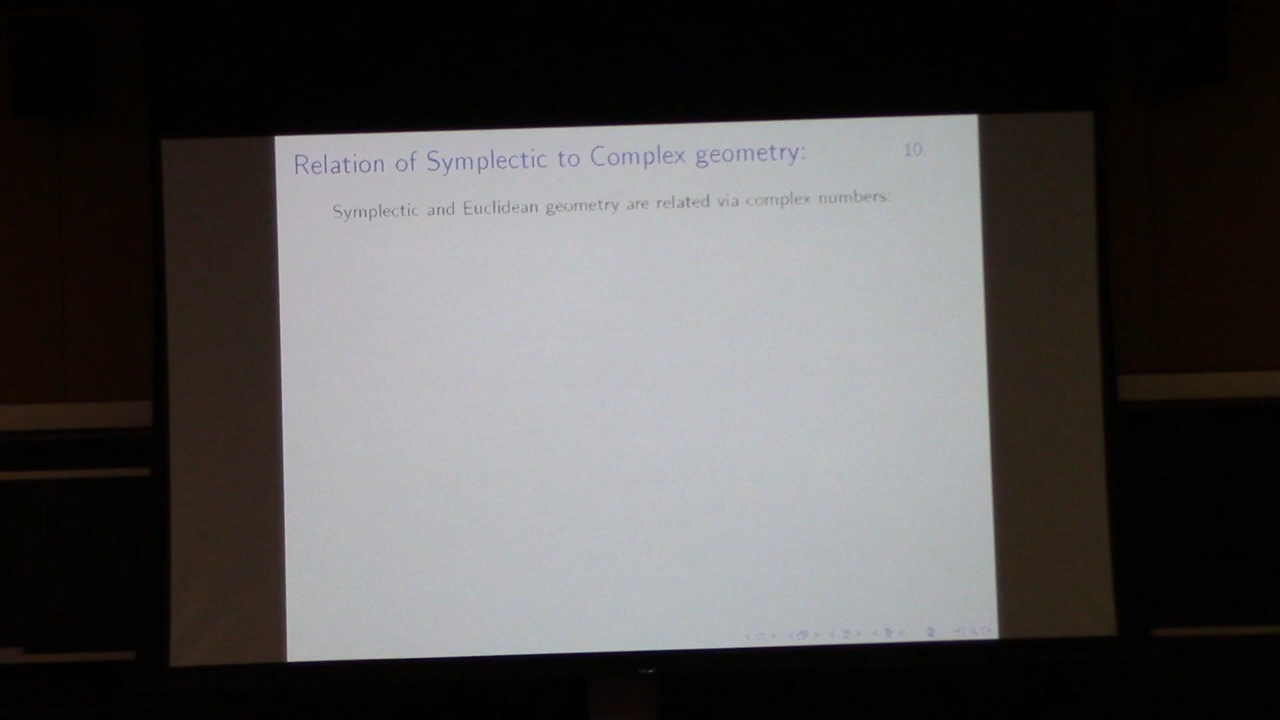 Relation of Symplectic to Complex geometry: 10.
Symplectic and Euclidean geometry are related via complex numbers: